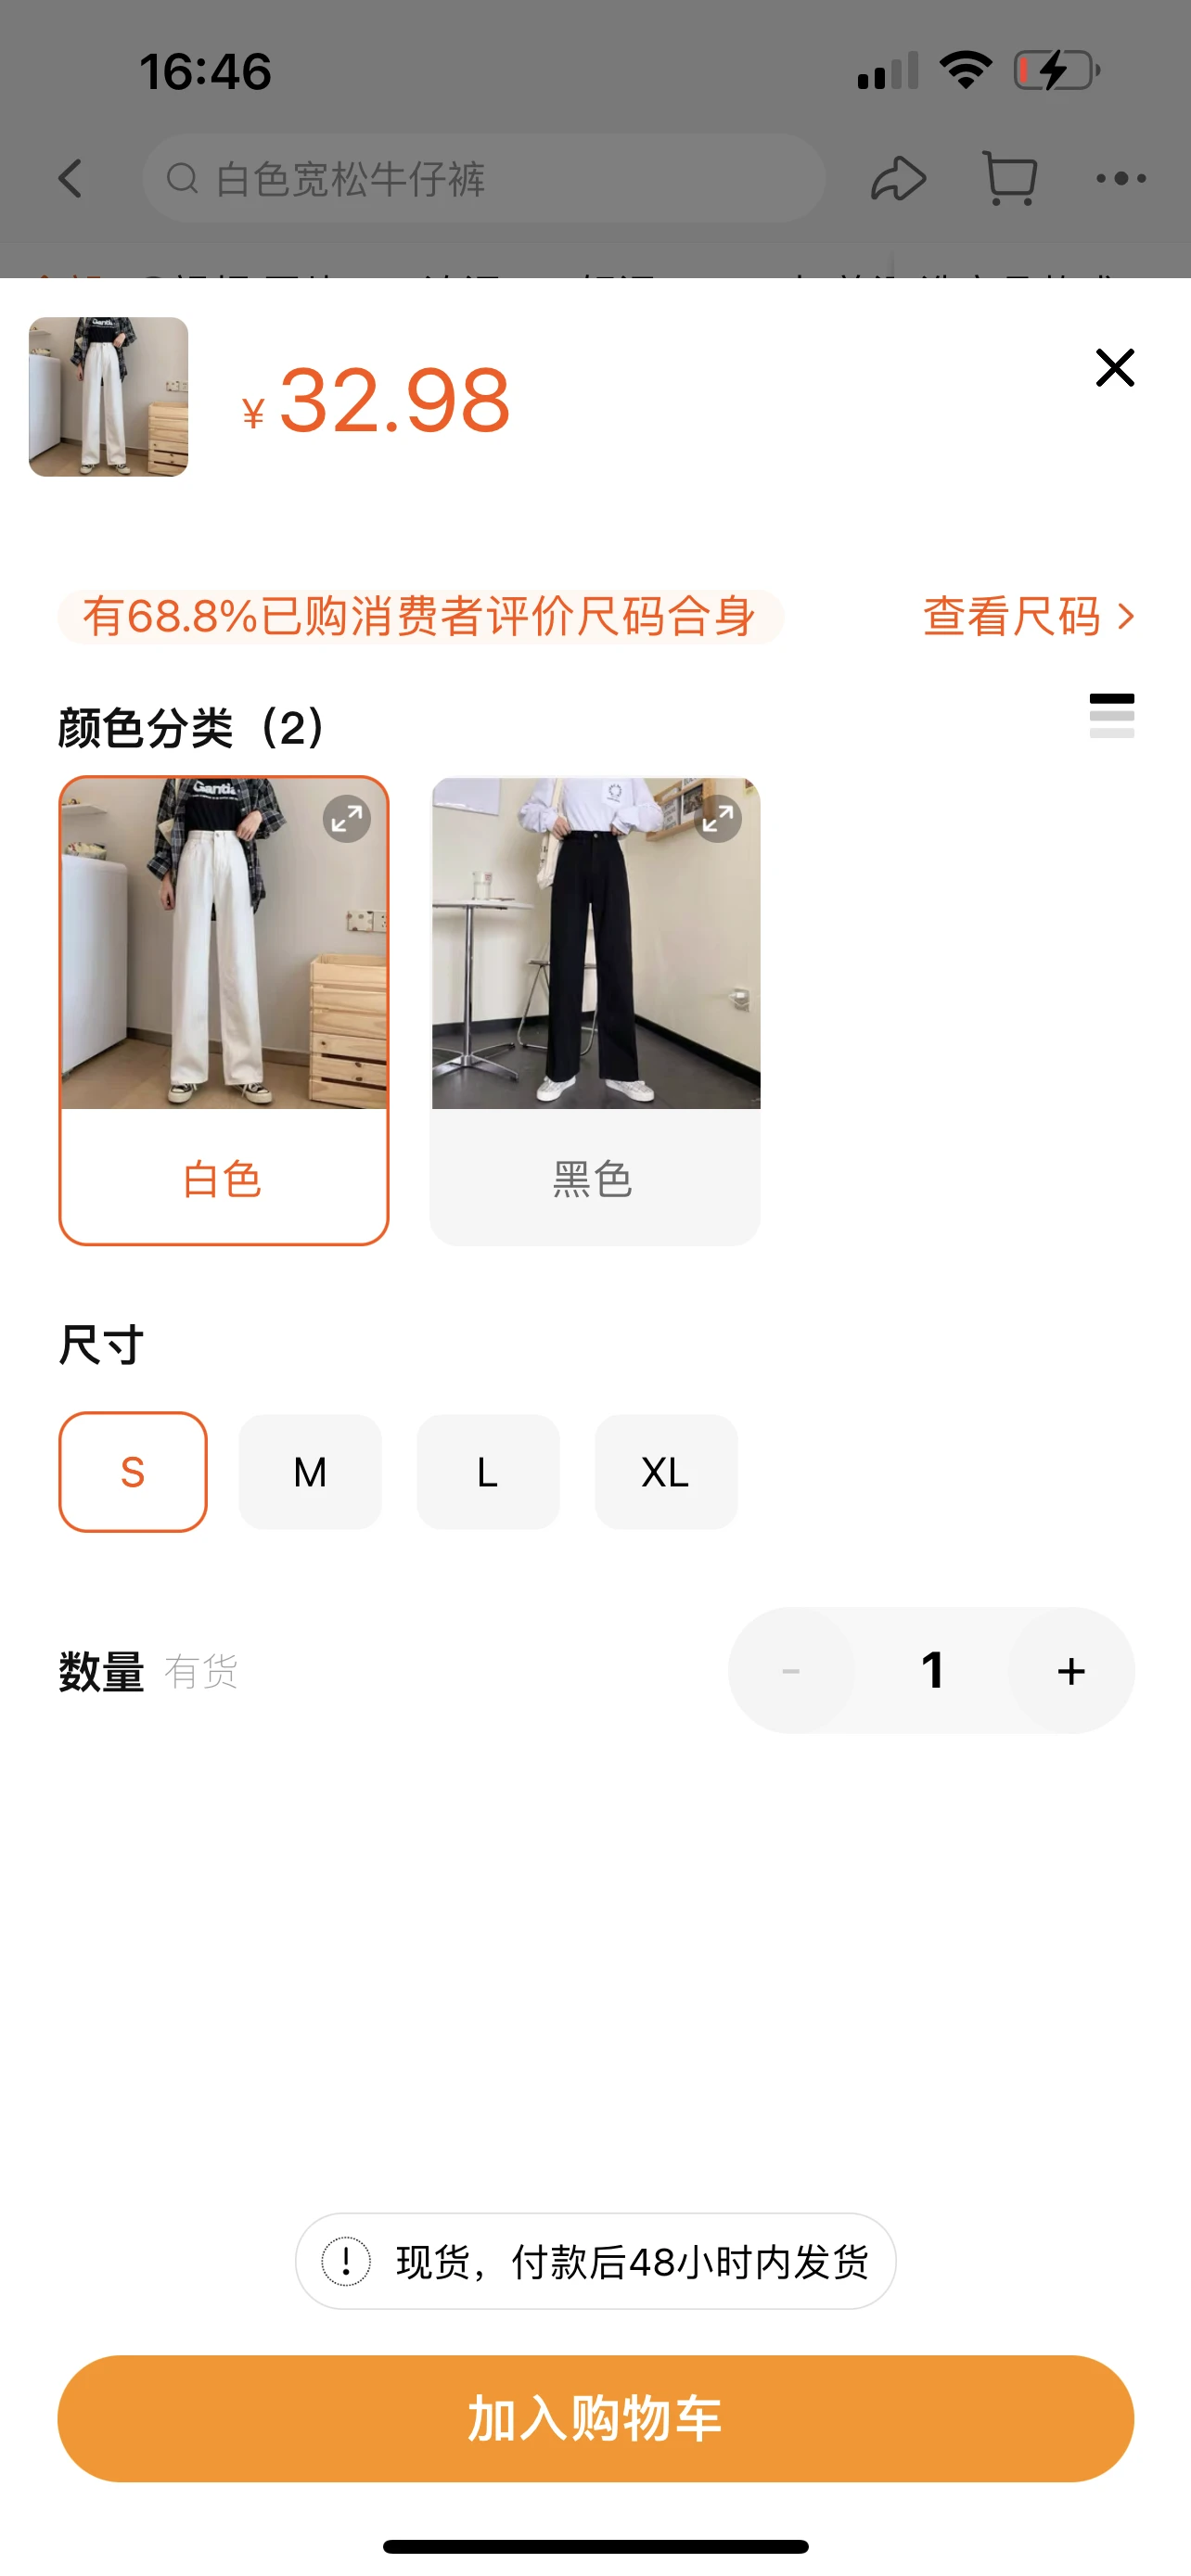 16:46
白色宽松牛仔裤
¥ 32.98
有68.8%已购消费者评价尺码合身
查看尺码
颜色分类（2）
白色
黑色
尺寸
S
M
L
XL
数量 有货
- 1 +
现货，付款后48小时内发货
加入购物车